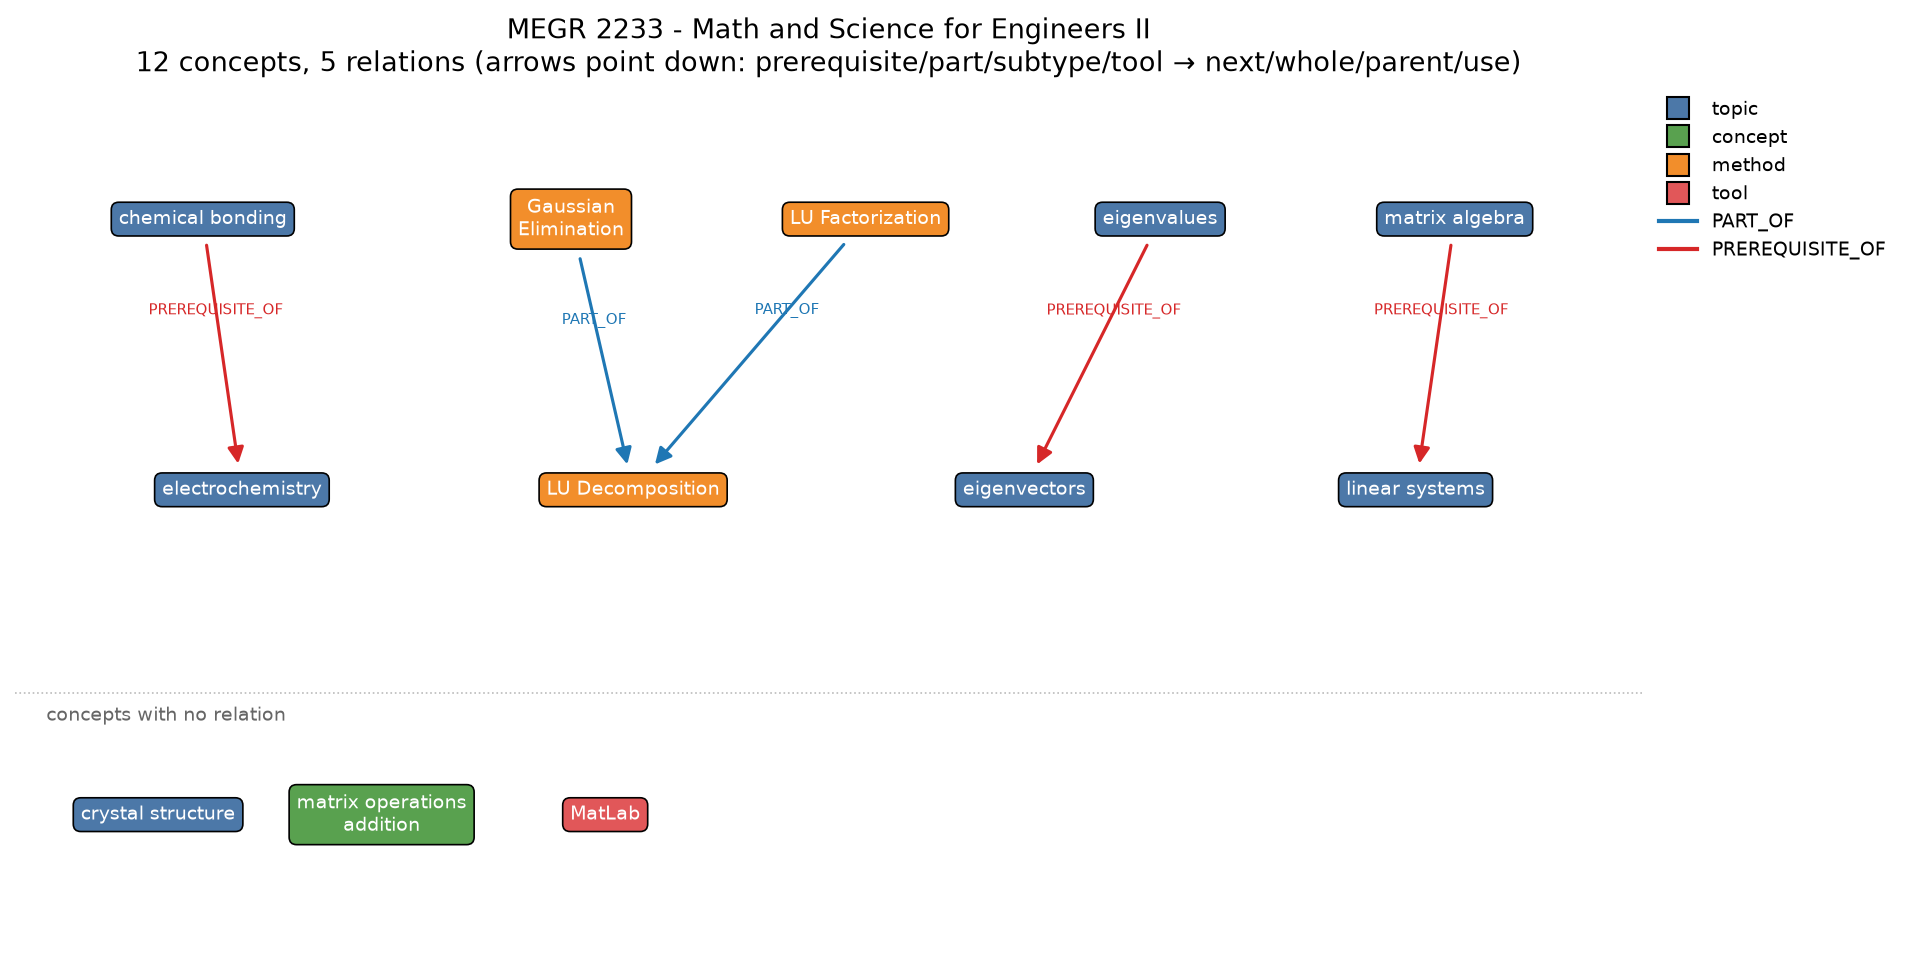 MEGR 2233 - Math and Science for Engineers II
12 concepts, 5 relations (arrows point down: prerequisite/part/subtype/tool → next/whole/parent/use)
topic
concept
method
tool
PART_OF
PREREQUISITE_OF
chemical bonding
Gaussian
Elimination
LU Factorization
eigenvalues
matrix algebra
PREREQUISITE_OF
PART_OF
PART_OF
PREREQUISITE_OF
PREREQUISITE_OF
electrochemistry
LU Decomposition
eigenvectors
linear systems
concepts with no relation
crystal structure
matrix operations
addition
MatLab